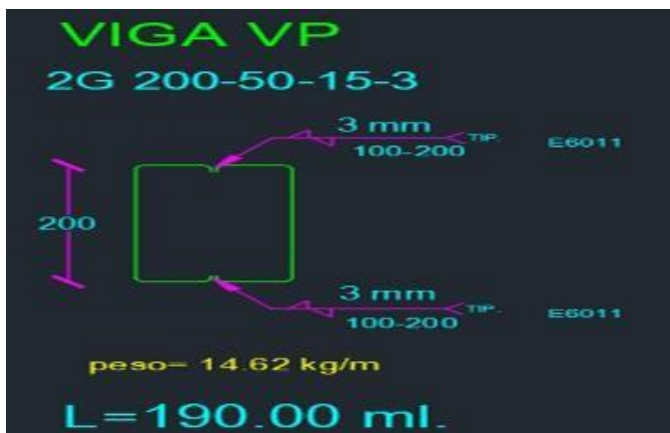 VIGA VP
2G 200-50-15-3
3 mm
TIP.
E6011
100-200
200
3 mm
TIP.
E6011
100-200
peso= 14.62 kg/m
L=190.00 ml.